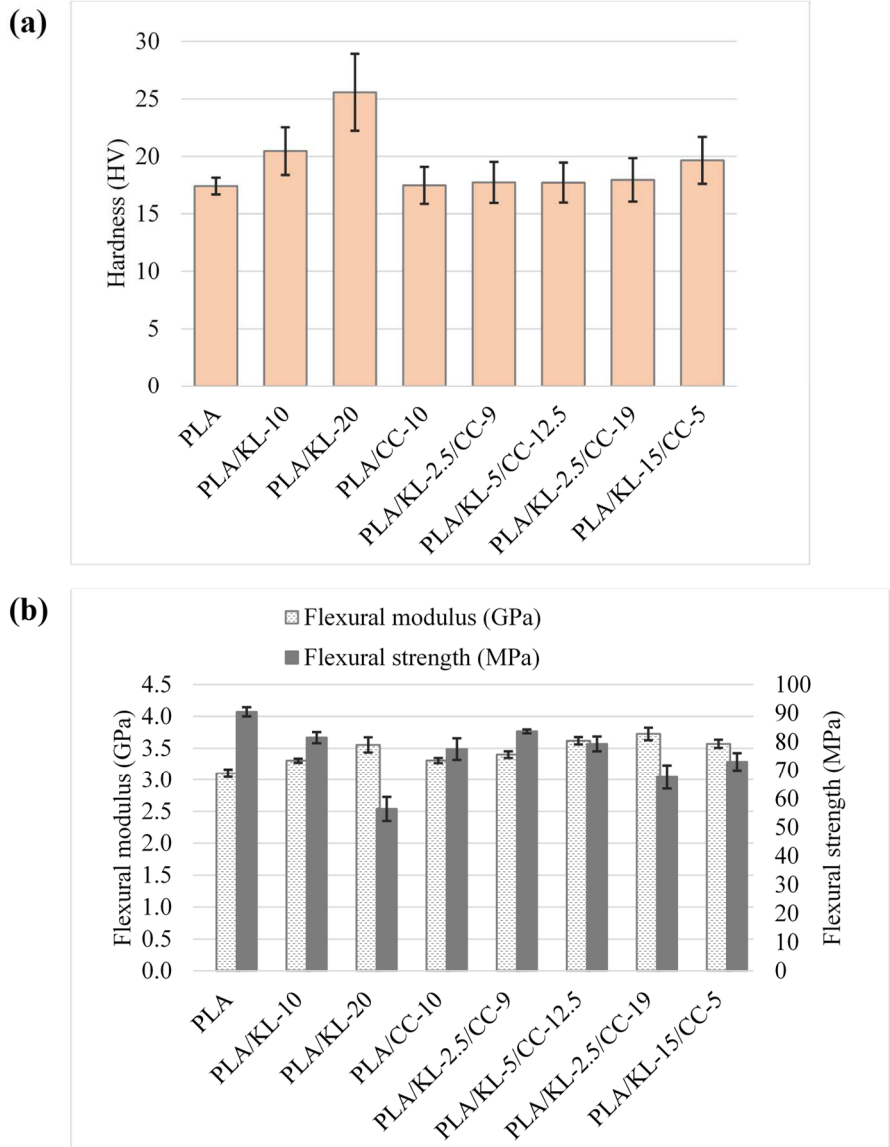 (a)
30
25
20
15
10
5
0
Hardness (HV)
PLA
PLA/KL-10
PLA/KL-20
PLA/CC-10
PLA/KL-2.5/CC-9
PLA/KL-5/CC-12.5
PLA/KL-2.5/CC-19
PLA/KL-15/CC-5
(b)
Flexural modulus (GPa)
Flexural strength (MPa)
4.5
4.0
3.5
3.0
2.5
2.0
1.5
1.0
0.5
0.0
Flexural modulus (GPa)
100
90
80
70
60
50
40
30
20
10
0
Flexural strength (MPa)
PLA
PLA/KL-10
PLA/KL-20
PLA/CC-10
PLA/KL-2.5/CC-9
PLA/KL-5/CC-12.5
PLA/KL-2.5/CC-19
PLA/KL-15/CC-5